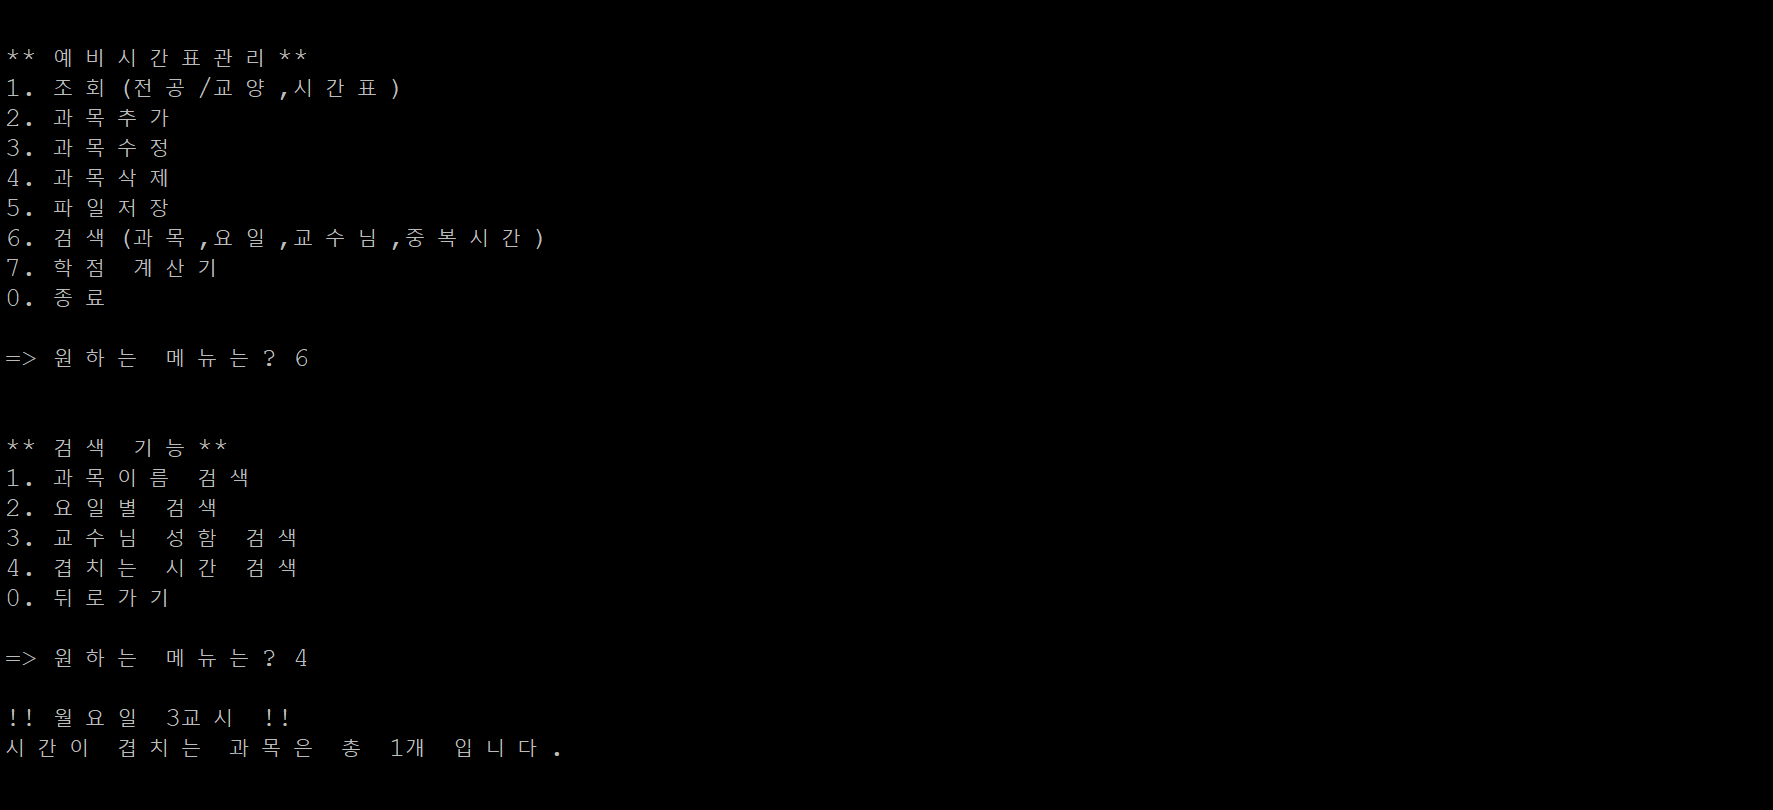 ** 예비시간표관리 **
1. 조회(전공/교양,시간표)
2. 과목추가
3. 과목수정
4. 과목삭제
5. 파일저장
6. 검색(과목,요일,교수님,중복시간)
7. 학점 계산기
0. 종료
=> 원하는 메뉴는? 6
** 검색 기능 **
1. 과목이름 검색
2. 요일별 검색
3. 교수님 성함 검색
4. 겹치는 시간 검색
0. 뒤로가기
=> 원하는 메뉴는? 4
!! 월요일 3교시 !!
시간이 겹치는 과목은 총 1개 입니다.